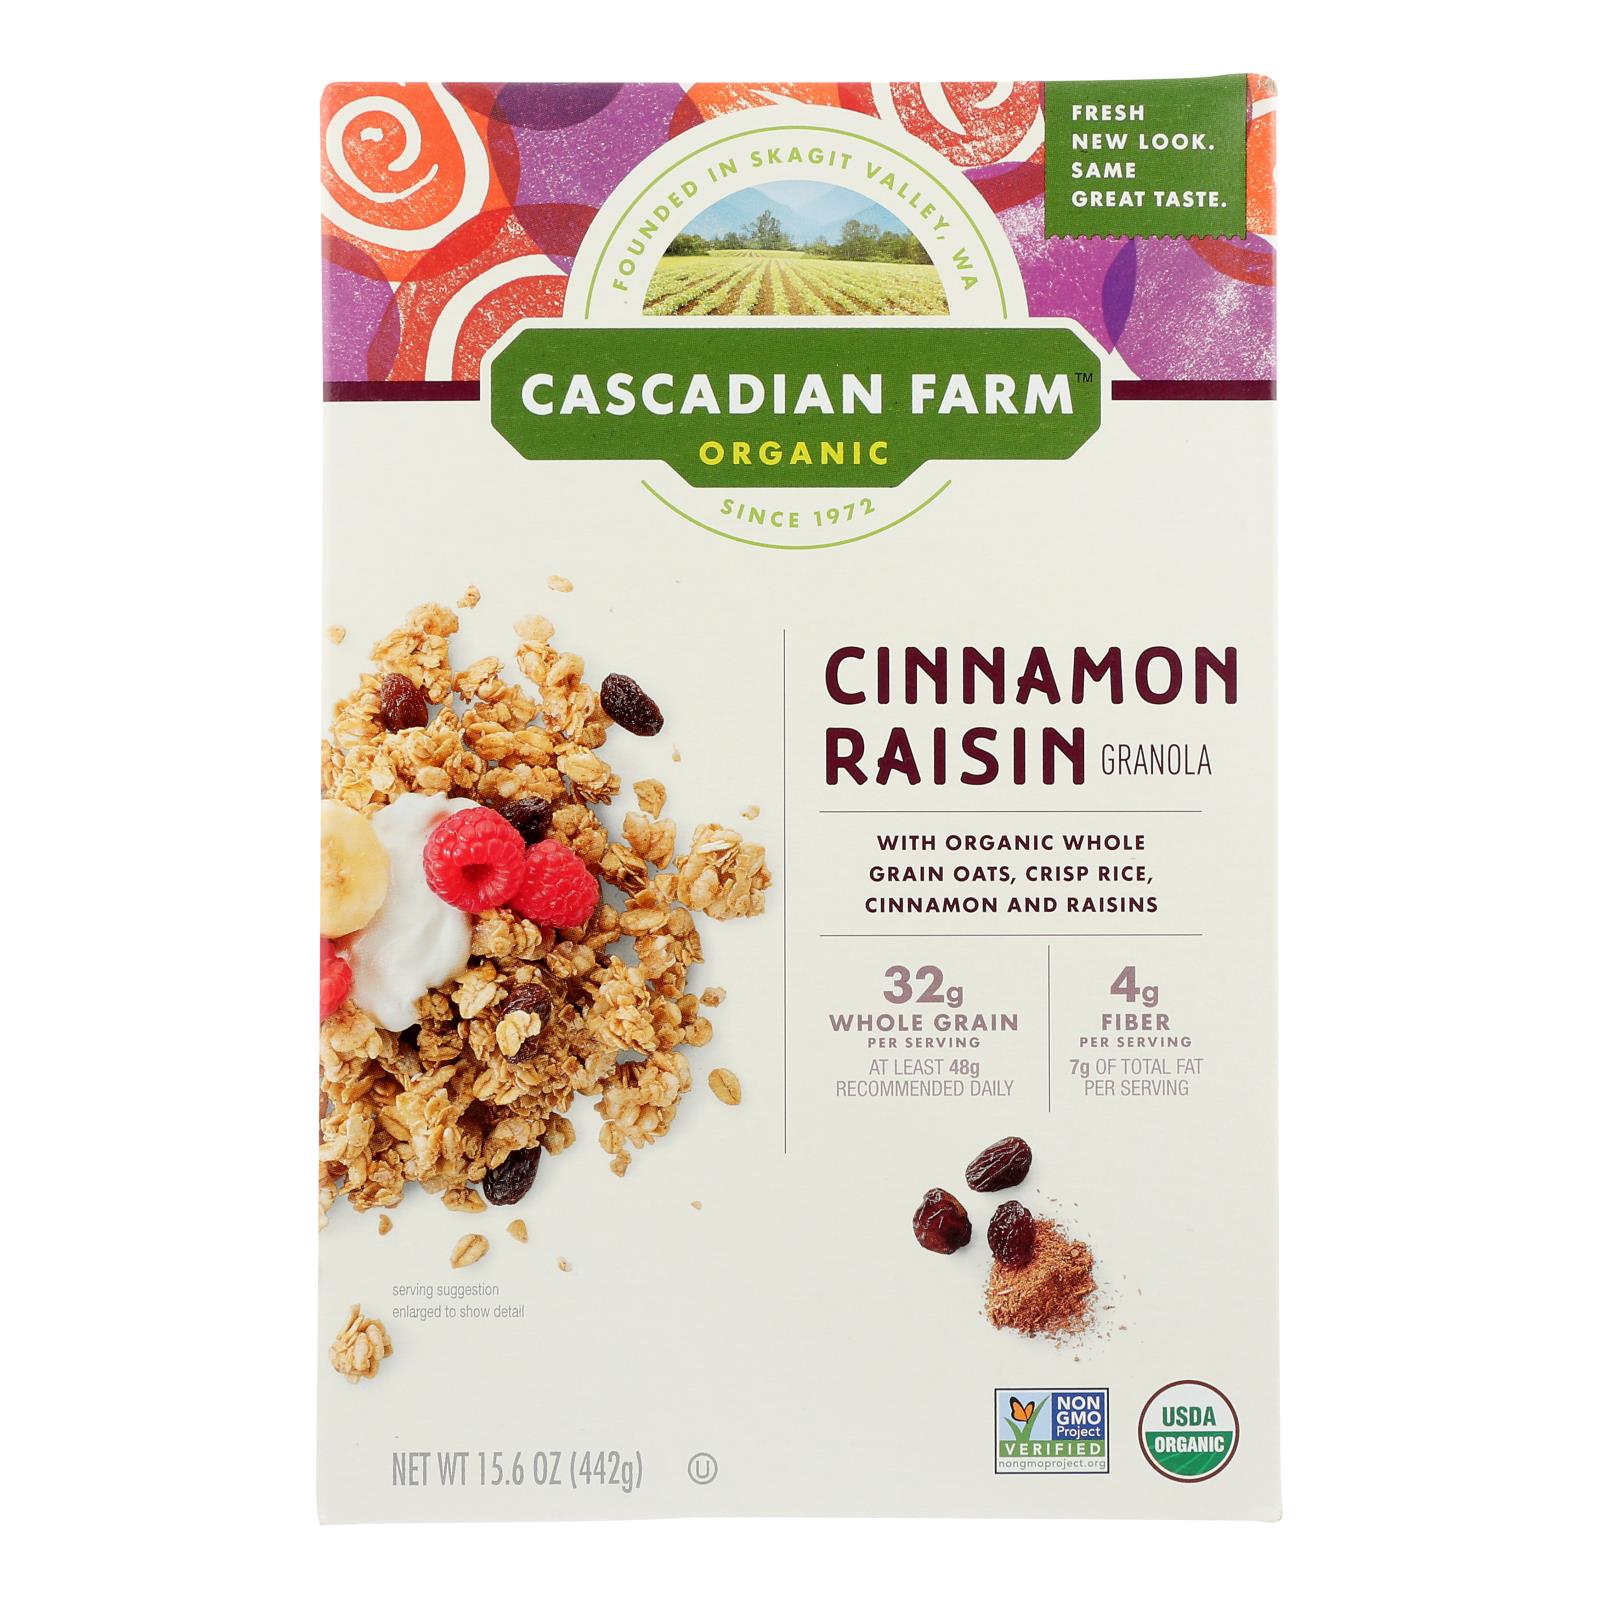 FRESH
NEW LOOK.
SAME
GREAT TASTE.
FOUNDED IN SKAGIT VALLEY, WA
CASCADIAN FARM™
ORGANIC
SINCE 1972
CINNAMON
RAISIN GRANOLA
WITH ORGANIC WHOLE
GRAIN OATS, CRISP RICE,
CINNAMON AND RAISINS
32g
WHOLE GRAIN
PER SERVING
AT LEAST 48g
RECOMMENDED DAILY
4g
FIBER
PER SERVING
7g OF TOTAL FAT
PER SERVING
serving suggestion
enlarged to show detail
NON
GMO
Project
VERIFIED
nongmoproject.org
USDA
ORGANIC
NET WT 15.6 OZ (442g) U